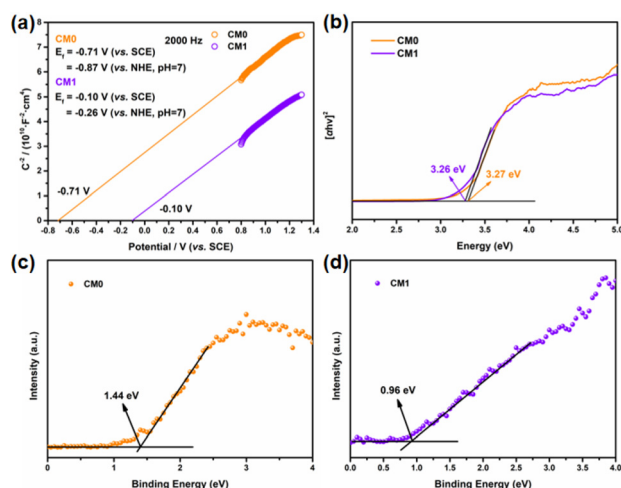 (a)
CM0
E_f = -0.71 V (vs. SCE)
= -0.87 V (vs. NHE, pH=7)
CM1
E_f = -0.10 V (vs. SCE)
= -0.26 V (vs. NHE, pH=7)
2000 Hz
CM0
CM1
-0.71 V
-0.10 V
C⁻² / (10¹⁰·F⁻²·cm⁴)
8
7
6
5
4
3
2
1
0
-0.8 -0.6 -0.4 -0.2 0.0 0.2 0.4 0.6 0.8 1.0 1.2 1.4
Potential / V (vs. SCE)
(b)
CM0
CM1
3.26 eV
3.27 eV
[αhν]²
2.0 2.5 3.0 3.5 4.0 4.5 5.0
Energy (eV)
(c)
CM0
1.44 eV
Intensity (a.u.)
0 1 2 3 4
Binding Energy (eV)
(d)
CM1
0.96 eV
Intensity (a.u.)
0.0 0.5 1.0 1.5 2.0 2.5 3.0 3.5 4.0
Binding Energy (eV)